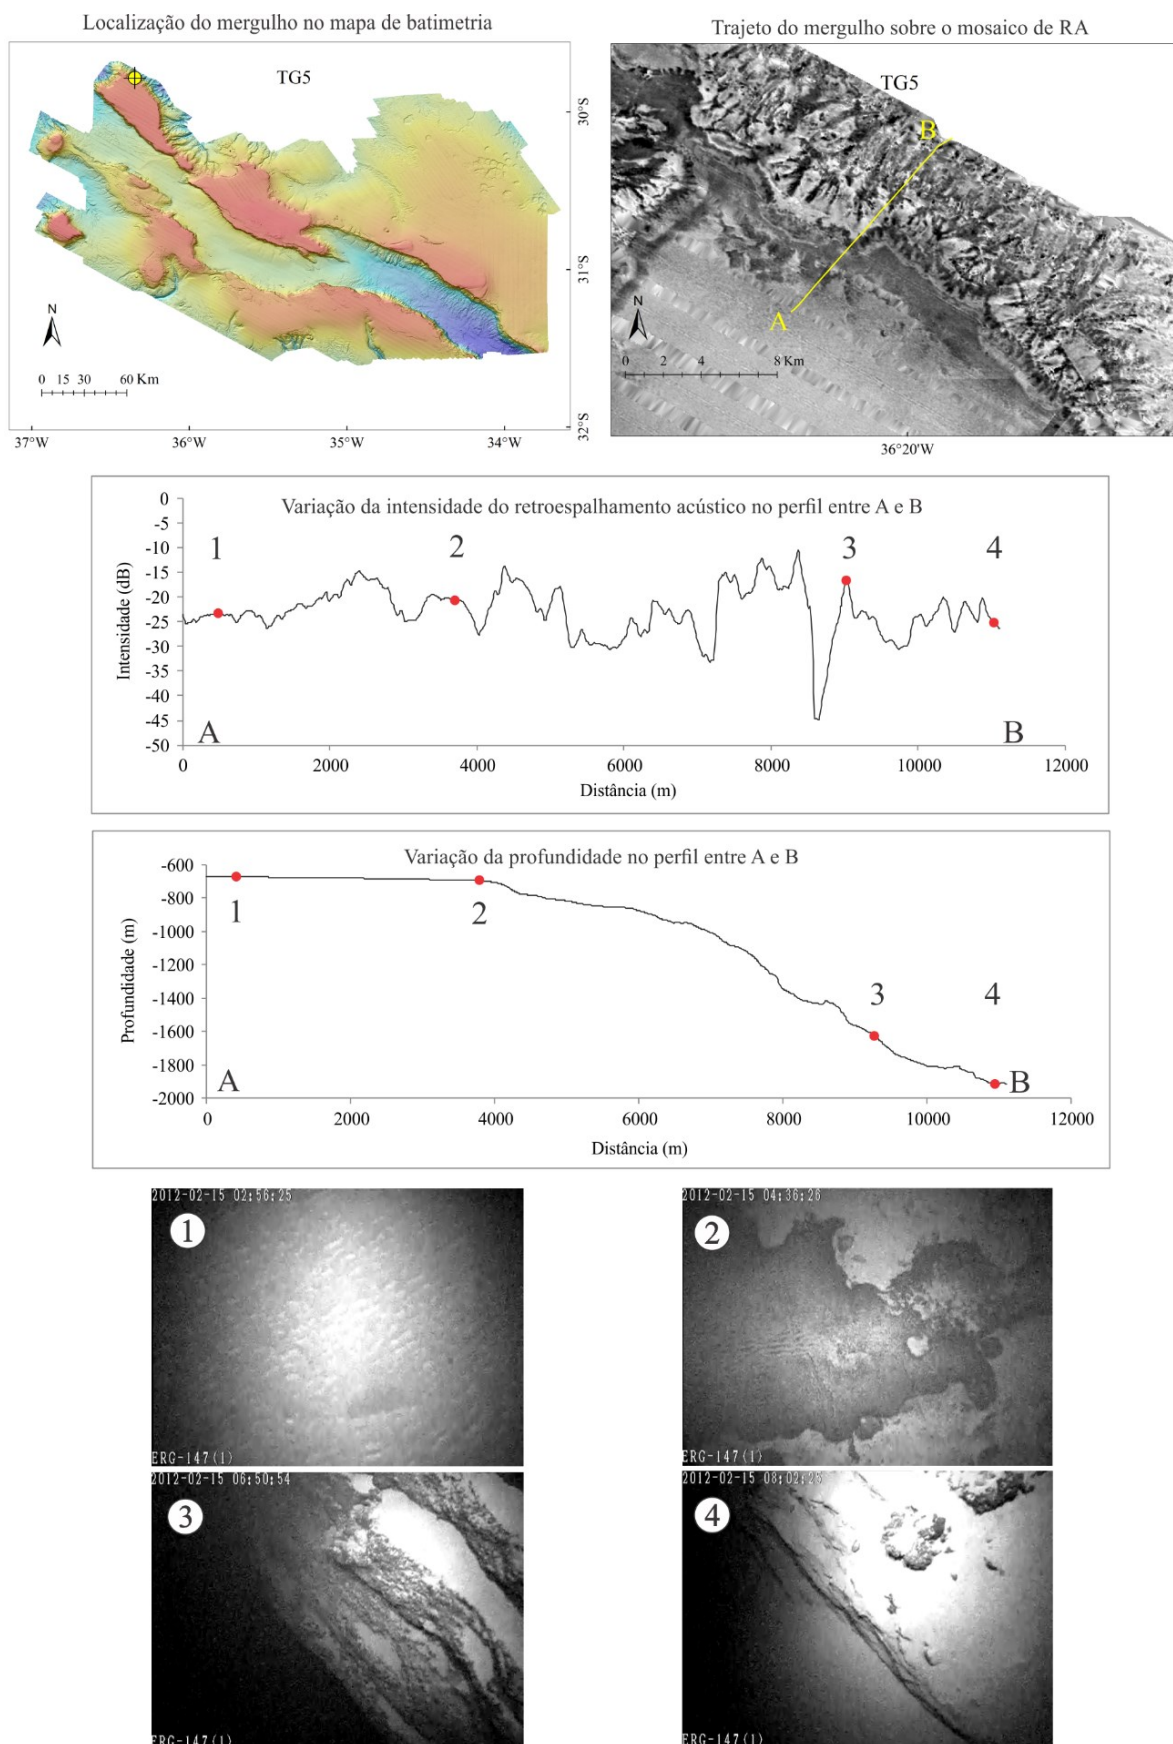 Localização do mergulho no mapa de batimetria
TG5
30°S
31°S
32°S
N
0 15 30 60 Km
37°W 36°W 35°W 34°W
Trajeto do mergulho sobre o mosaico de RA
TG5
B
A
N
0 2 4 8 Km
36°20'W
Variação da intensidade do retroespalhamento acústico no perfil entre A e B
Intensidade (dB)
0
-5
-10
-15
-20
-25
-30
-35
-40
-45
-50
1 2 3 4
A B
0 2000 4000 6000 8000 10000 12000
Distância (m)
Variação da profundidade no perfil entre A e B
Profundidade (m)
-600
-800
-1000
-1200
-1400
-1600
-1800
-2000
1 2 3 4
A B
0 2000 4000 6000 8000 10000 12000
Distância (m)
2012-02-15 02:56:25
1
ERG-147(1)
2012-02-15 04:36:26
2
ERG-147(1)
2012-02-15 06:50:54
3
ERG-147(1)
2012-02-15 08:02:25
4
ERG-147(1)